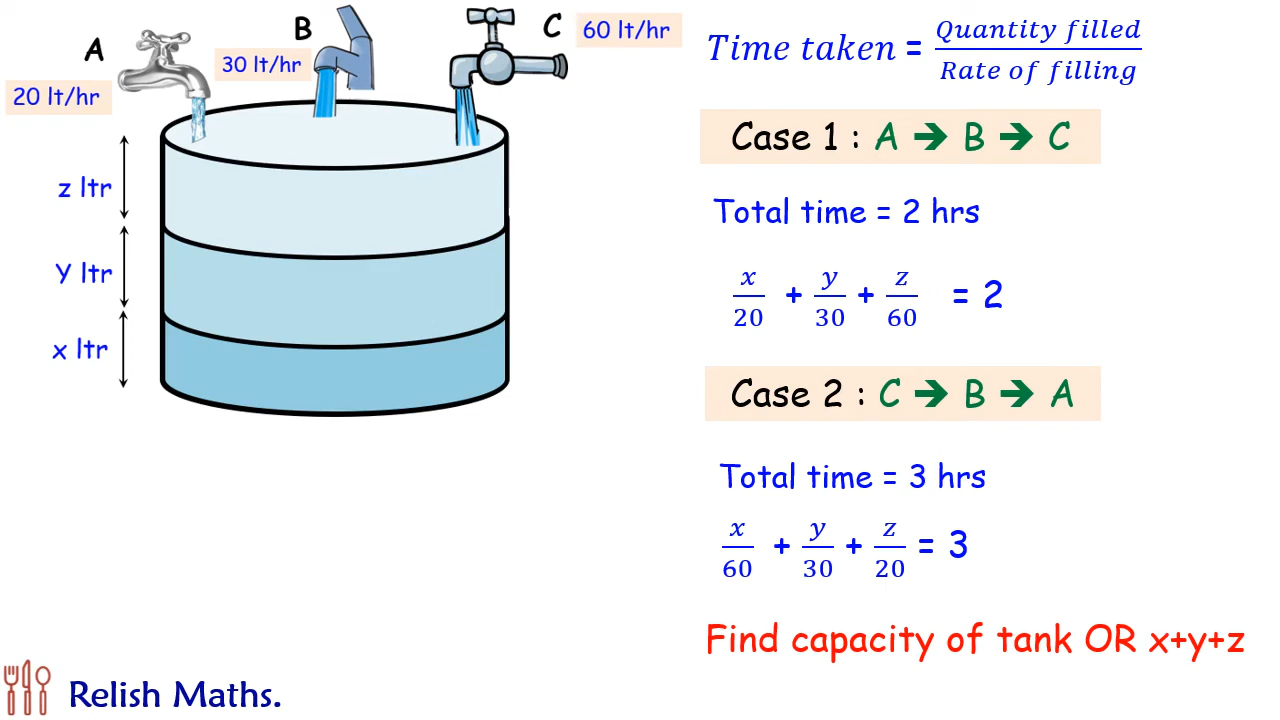 A
20 lt/hr
B
30 lt/hr
C
60 lt/hr
z ltr
Y ltr
x ltr
Time taken = Quantity filled / Rate of filling
Case 1 : A ➔ B ➔ C
Total time = 2 hrs
x/20 + y/30 + z/60 = 2
Case 2 : C ➔ B ➔ A
Total time = 3 hrs
x/60 + y/30 + z/20 = 3
Find capacity of tank OR x+y+z
Relish Maths.